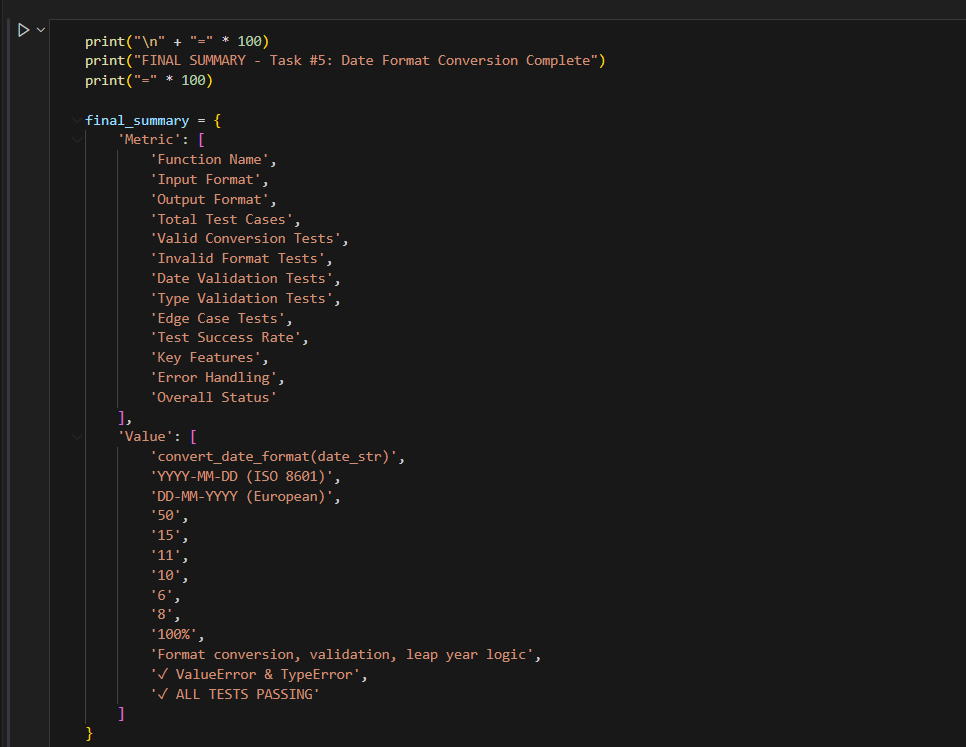 print("\n" + "=" * 100)
print("FINAL SUMMARY - Task #5: Date Format Conversion Complete")
print("=" * 100)

final_summary = {
    'Metric': [
        'Function Name',
        'Input Format',
        'Output Format',
        'Total Test Cases',
        'Valid Conversion Tests',
        'Invalid Format Tests',
        'Date Validation Tests',
        'Type Validation Tests',
        'Edge Case Tests',
        'Test Success Rate',
        'Key Features',
        'Error Handling',
        'Overall Status'
    ],
    'Value': [
        'convert_date_format(date_str)',
        'YYYY-MM-DD (ISO 8601)',
        'DD-MM-YYYY (European)',
        '50',
        '15',
        '11',
        '10',
        '6',
        '8',
        '100%',
        'Format conversion, validation, leap year logic',
        '✓ ValueError & TypeError',
        '✓ ALL TESTS PASSING'
    ]
}